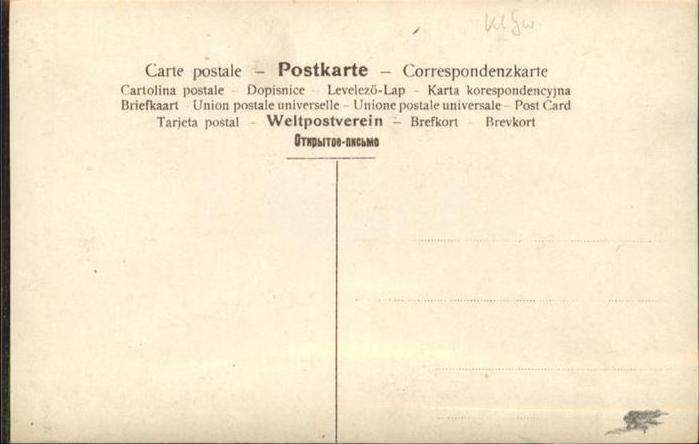 Carte postale – Postkarte – Correspondenzkarte
Cartolina postale – Dopisnice – Levelező-Lap – Karta korespondencyjna
Briefkaart – Union postale universelle – Unione postale universale – Post Card
Tarjeta postal – Weltpostverein – Brefkort – Brevkort
Открытое-письмо